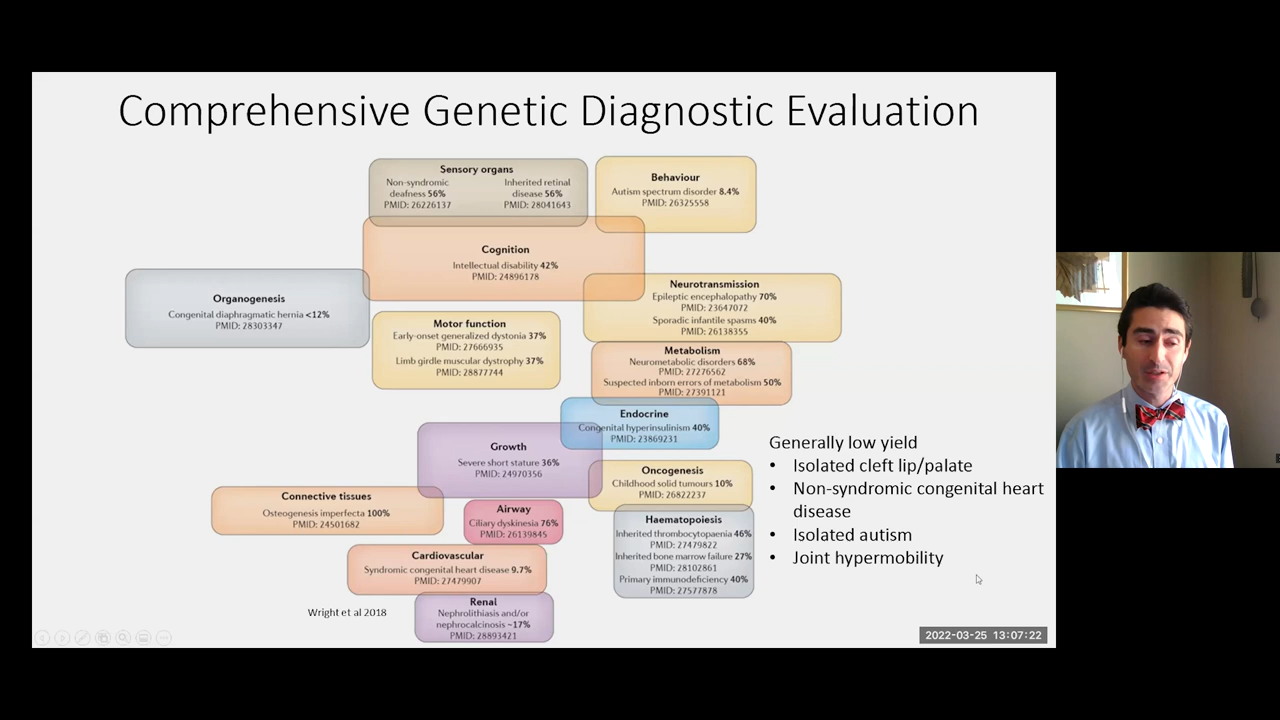 Comprehensive Genetic Diagnostic Evaluation
Sensory organs
Non-syndromic
deafness 56%
PMID: 26226137
Inherited retinal
disease 56%
PMID: 28041643
Behaviour
Autism spectrum disorder 8.4%
PMID: 26325558
Cognition
Intellectual disability 42%
PMID: 24896178
Organogenesis
Congenital diaphragmatic hernia <12%
PMID: 28303347
Neurotransmission
Epileptic encephalopathy 70%
PMID: 23647072
Sporadic infantile spasms 40%
PMID: 26138355
Motor function
Early-onset generalized dystonia 37%
PMID: 27666935
Limb girdle muscular dystrophy 37%
PMID: 28877744
Metabolism
Neurometabolic disorders 68%
PMID: 27276562
Suspected inborn errors of metabolism 50%
PMID: 27391121
Endocrine
Congenital hyperinsulinism 40%
PMID: 23869231
Growth
Severe short stature 36%
PMID: 24970356
Oncogenesis
Childhood solid tumours 10%
PMID: 26822237
Connective tissues
Osteogenesis imperfecta 100%
PMID: 24501682
Airway
Ciliary dyskinesia 76%
PMID: 26139845
Haematopoiesis
Inherited thrombocytopaenia 46%
PMID: 27479822
Inherited bone marrow failure 27%
PMID: 28102861
Primary immunodeficiency 40%
PMID: 27577878
Cardiovascular
Syndromic congenital heart disease 9.7%
PMID: 27479907
Renal
Nephrolithiasis and/or
nephrocalcinosis ~17%
PMID: 28893421
Wright et al 2018
Generally low yield
• Isolated cleft lip/palate
• Non-syndromic congenital heart
disease
• Isolated autism
• Joint hypermobility
2022-03-25 13:07:22